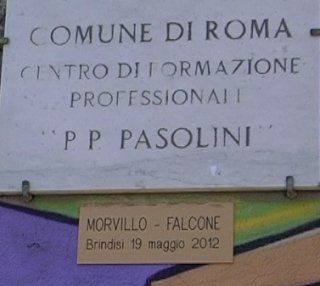 COMUNE DI ROMA
CENTRO DI FORMAZIONE
PROFESSIONALE
"P P PASOLINI"
MORVILLO - FALCONE
Brindisi 19 maggio 2012